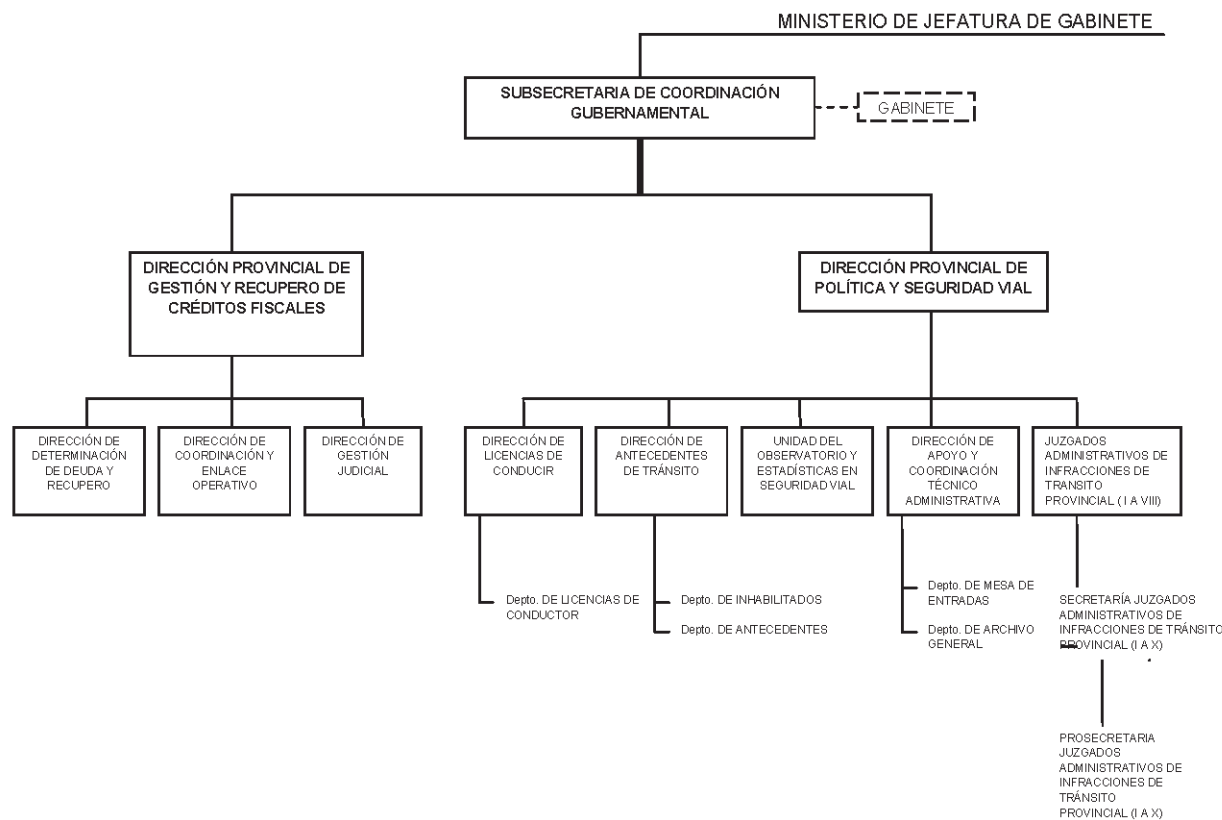 MINISTERIO DE JEFATURA DE GABINETE
SUBSECRETARIA DE COORDINACIÓN
GUBERNAMENTAL
GABINETE
DIRECCIÓN PROVINCIAL DE
GESTIÓN Y RECUPERO DE
CRÉDITOS FISCALES
DIRECCIÓN PROVINCIAL DE
POLÍTICA Y SEGURIDAD VIAL
DIRECCIÓN DE
DETERMINACIÓN
DE DEUDA Y
RECUPERO
DIRECCIÓN DE
COORDINACIÓN Y
ENLACE
OPERATIVO
DIRECCIÓN DE
GESTIÓN
JUDICIAL
DIRECCIÓN DE
LICENCIAS DE
CONDUCIR
DIRECCIÓN DE
ANTECEDENTES
DE TRÁNSITO
UNIDAD DEL
OBSERVATORIO Y
ESTADÍSTICAS EN
SEGURIDAD VIAL
DIRECCIÓN DE
APOYO Y
COORDINACIÓN
TÉCNICO
ADMINISTRATIVA
JUZGADOS
ADMINISTRATIVOS DE
INFRACCIONES DE
TRANSITO
PROVINCIAL ( I A VIII)
Depto. DE LICENCIAS DE
CONDUCTOR
Depto. DE INHABILITADOS
Depto. DE ANTECEDENTES
Depto. DE MESA DE
ENTRADAS
Depto. DE ARCHIVO
GENERAL
SECRETARÍA JUZGADOS
ADMINISTRATIVOS DE
INFRACCIONES DE TRÁNSITO
PROVINCIAL (I A X)
PROSECRETARIA
JUZGADOS
ADMINISTRATIVOS DE
INFRACCIONES DE
TRÁNSITO
PROVINCIAL (I A X)